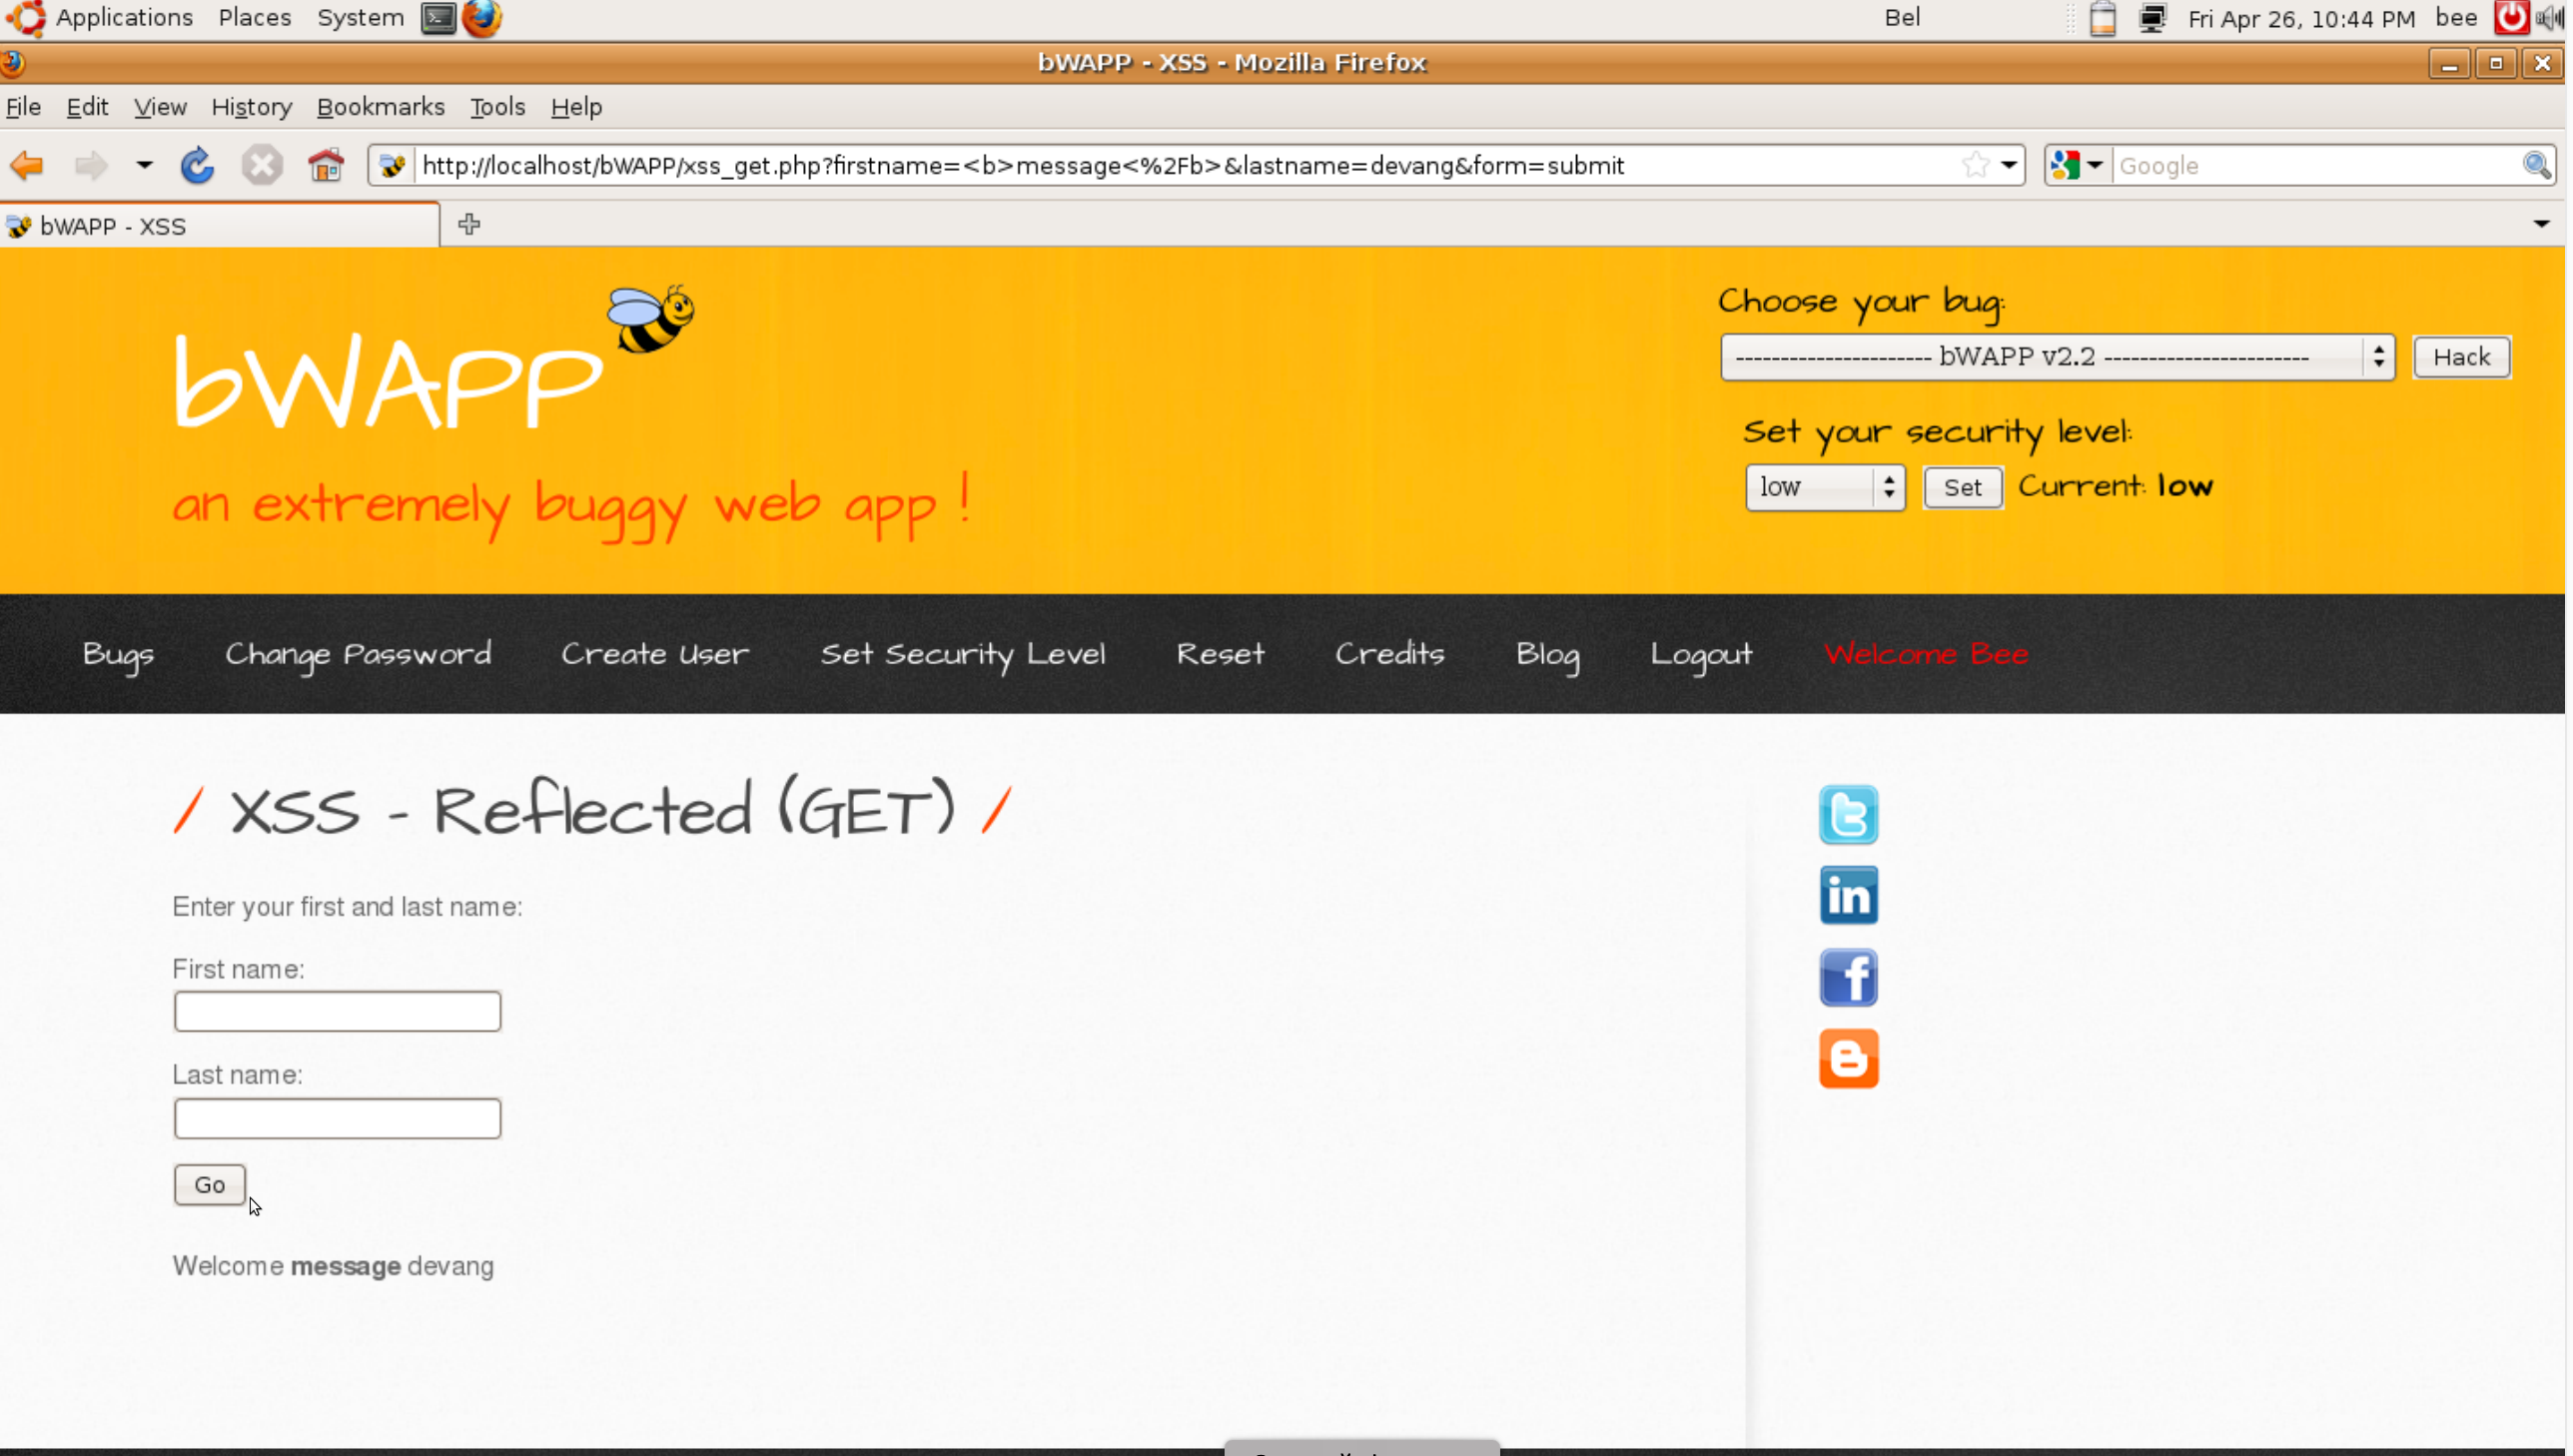 Applications Places System Bel Fri Apr 26, 10:44 PM bee
bWAPP - XSS - Mozilla Firefox
File Edit View History Bookmarks Tools Help
http://localhost/bWAPP/xss_get.php?firstname=<b>message<%2Fb>&lastname=devang&form=submit Google
bWAPP - XSS
bWAPP
an extremely buggy web app !
Choose your bug:
---------------------- bWAPP v2.2 ----------------------- Hack
Set your security level:
low Set Current: low
Bugs Change Password Create User Set Security Level Reset Credits Blog Logout Welcome Bee
/ XSS - Reflected (GET) /
Enter your first and last name:
First name:
Last name:
Go
Welcome message devang
in
f